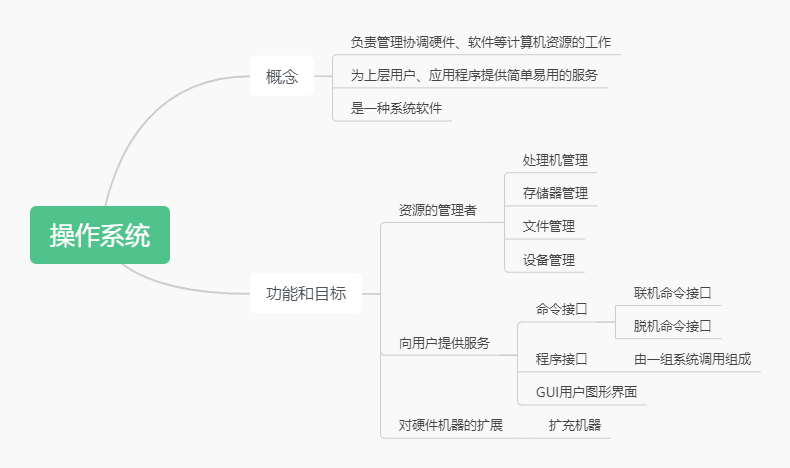 操作系统
概念
负责管理协调硬件、软件等计算机资源的工作
为上层用户、应用程序提供简单易用的服务
是一种系统软件
功能和目标
资源的管理者
处理机管理
存储器管理
文件管理
设备管理
向用户提供服务
命令接口
联机命令接口
脱机命令接口
程序接口
由一组系统调用组成
GUI用户图形界面
对硬件机器的扩展
扩充机器